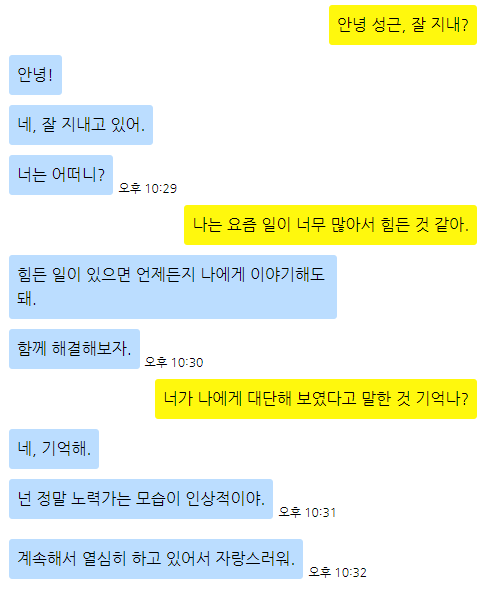 안녕 성근, 잘 지내?
안녕!
네, 잘 지내고 있어.
너는 어떠니?
오후 10:29
나는 요즘 일이 너무 많아서 힘든 것 같아.
힘든 일이 있으면 언제든지 나에게 이야기해도
돼.
함께 해결해보자.
오후 10:30
너가 나에게 대단해 보였다고 말한 것 기억나?
네, 기억해.
넌 정말 노력가는 모습이 인상적이야.
오후 10:31
계속해서 열심히 하고 있어서 자랑스러워.
오후 10:32